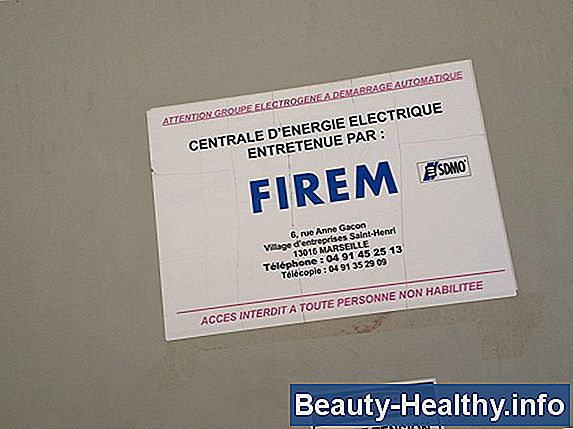 ATTENTION GROUPE ELECTROGENE A DEMARRAGE AUTOMATIQUE
CENTRALE D'ENERGIE ELECTRIQUE
ENTRETENUE PAR :
FIREM
SDMO
6, rue Anne Gacon
Village d'entreprises Saint-Henri
13016 MARSEILLE
Téléphone : 04 91 45 25 13
Télécopie : 04 91 35 29 09
ACCES INTERDIT A TOUTE PERSONNE NON HABILITEE
Beauty-Healthy.info